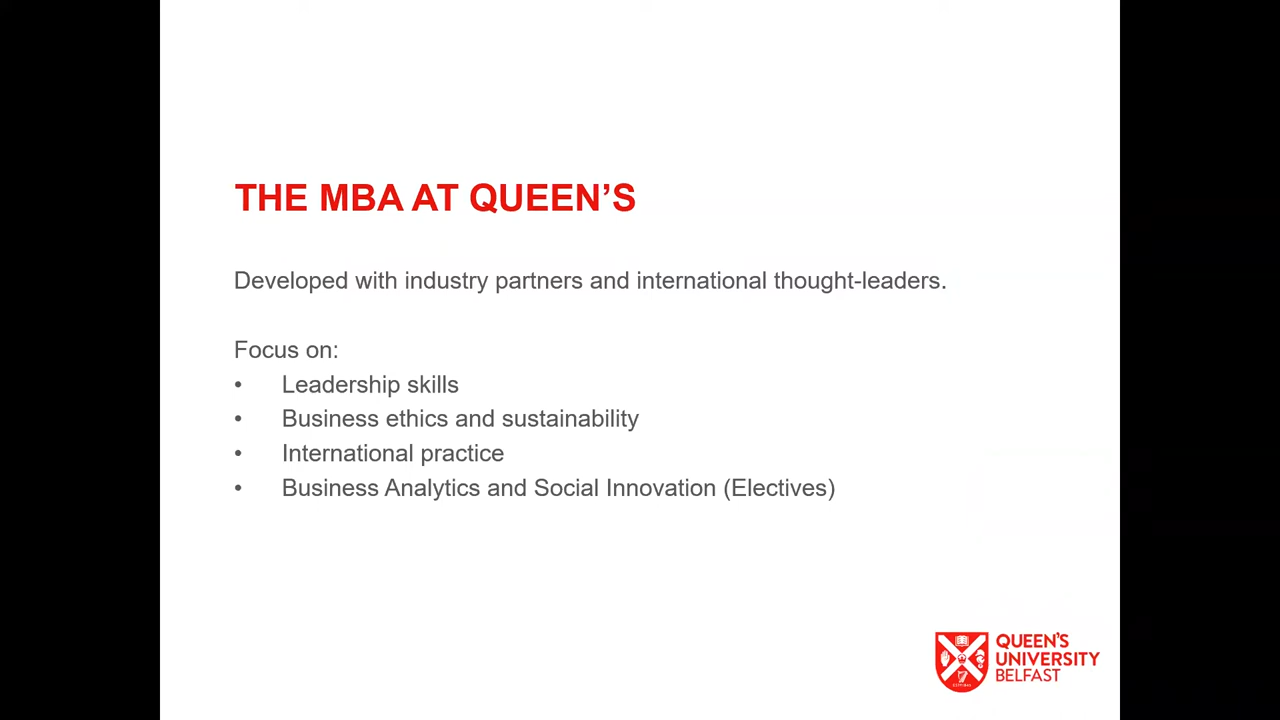 THE MBA AT QUEEN’S
Developed with industry partners and international thought-leaders.
Focus on:
• Leadership skills
• Business ethics and sustainability
• International practice
• Business Analytics and Social Innovation (Electives)
QUEEN’S
UNIVERSITY
BELFAST